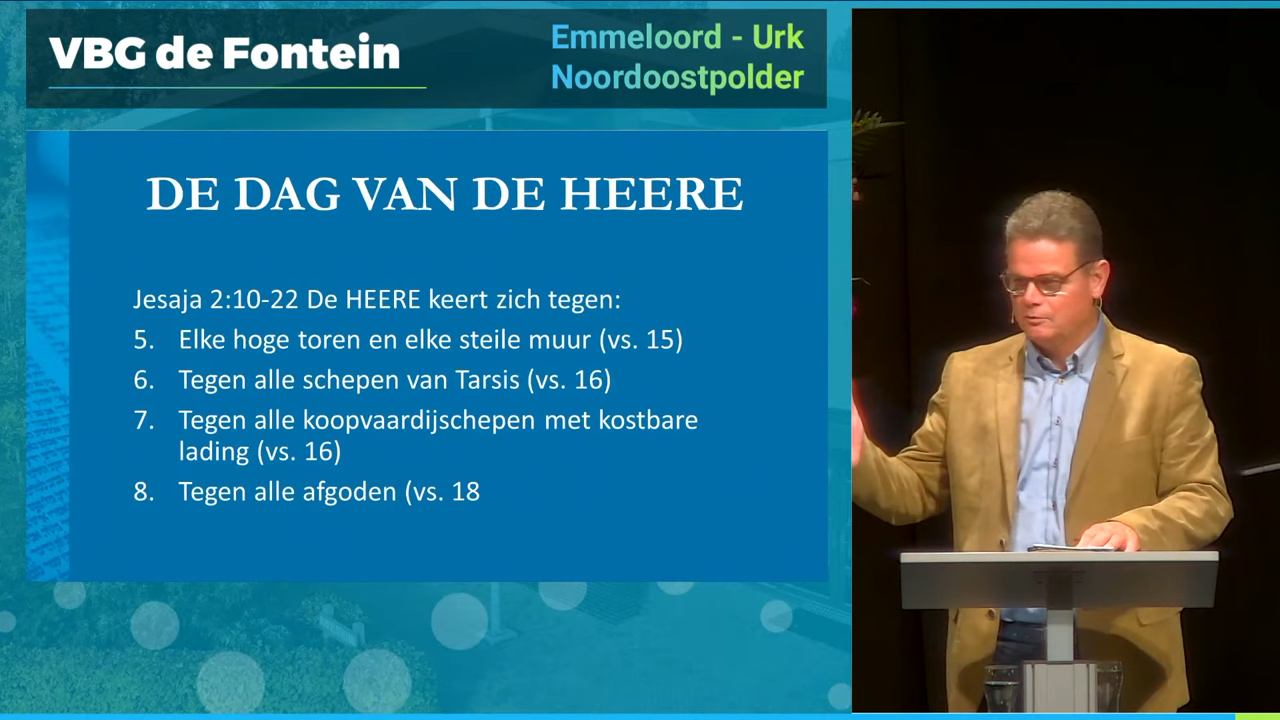 VBG de Fontein
Emmeloord - Urk
Noordoostpolder
DE DAG VAN DE HEERE
Jesaja 2:10-22 De HEERE keert zich tegen:
5. Elke hoge toren en elke steile muur (vs. 15)
6. Tegen alle schepen van Tarsis (vs. 16)
7. Tegen alle koopvaardijschepen met kostbare
lading (vs. 16)
8. Tegen alle afgoden (vs. 18